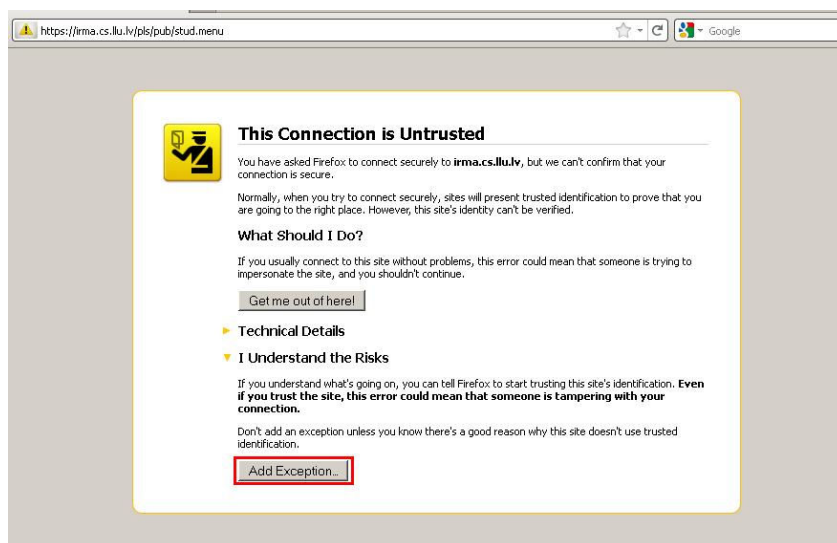 https://irma.cs.llu.lv/pls/pub/stud.menu
Google
This Connection is Untrusted
You have asked Firefox to connect securely to irma.cs.llu.lv, but we can't confirm that your
connection is secure.
Normally, when you try to connect securely, sites will present trusted identification to prove that you
are going to the right place. However, this site's identity can't be verified.
What Should I Do?
If you usually connect to this site without problems, this error could mean that someone is trying to
impersonate the site, and you shouldn't continue.
Get me out of here!
Technical Details
I Understand the Risks
If you understand what's going on, you can tell Firefox to start trusting this site's identification. Even
if you trust the site, this error could mean that someone is tampering with your
connection.
Don't add an exception unless you know there's a good reason why this site doesn't use trusted
identification.
Add Exception...